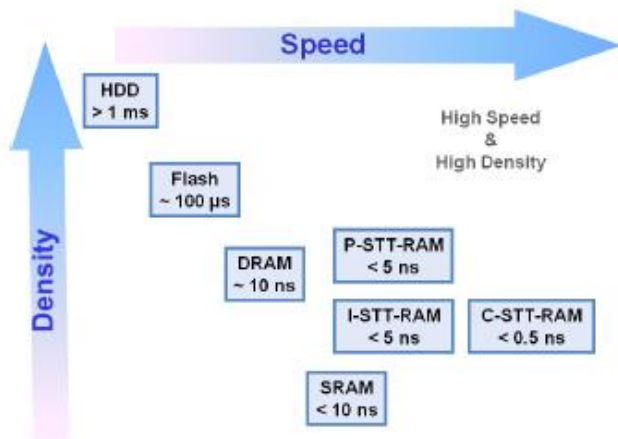 Speed
HDD
> 1 ms
High Speed
&
High Density
Flash
~ 100 µs
Density
P-STT-RAM
< 5 ns
DRAM
~ 10 ns
I-STT-RAM
< 5 ns
C-STT-RAM
< 0.5 ns
SRAM
< 10 ns